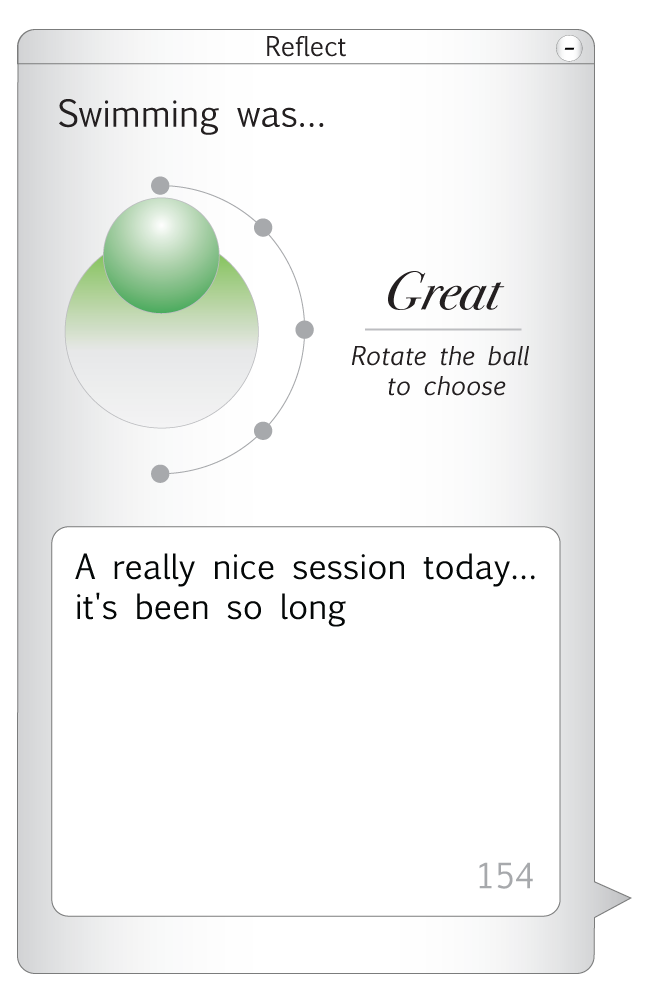 Reflect
-
Swimming was...
Great
Rotate the ball
to choose
A really nice session today...
it's been so long
154